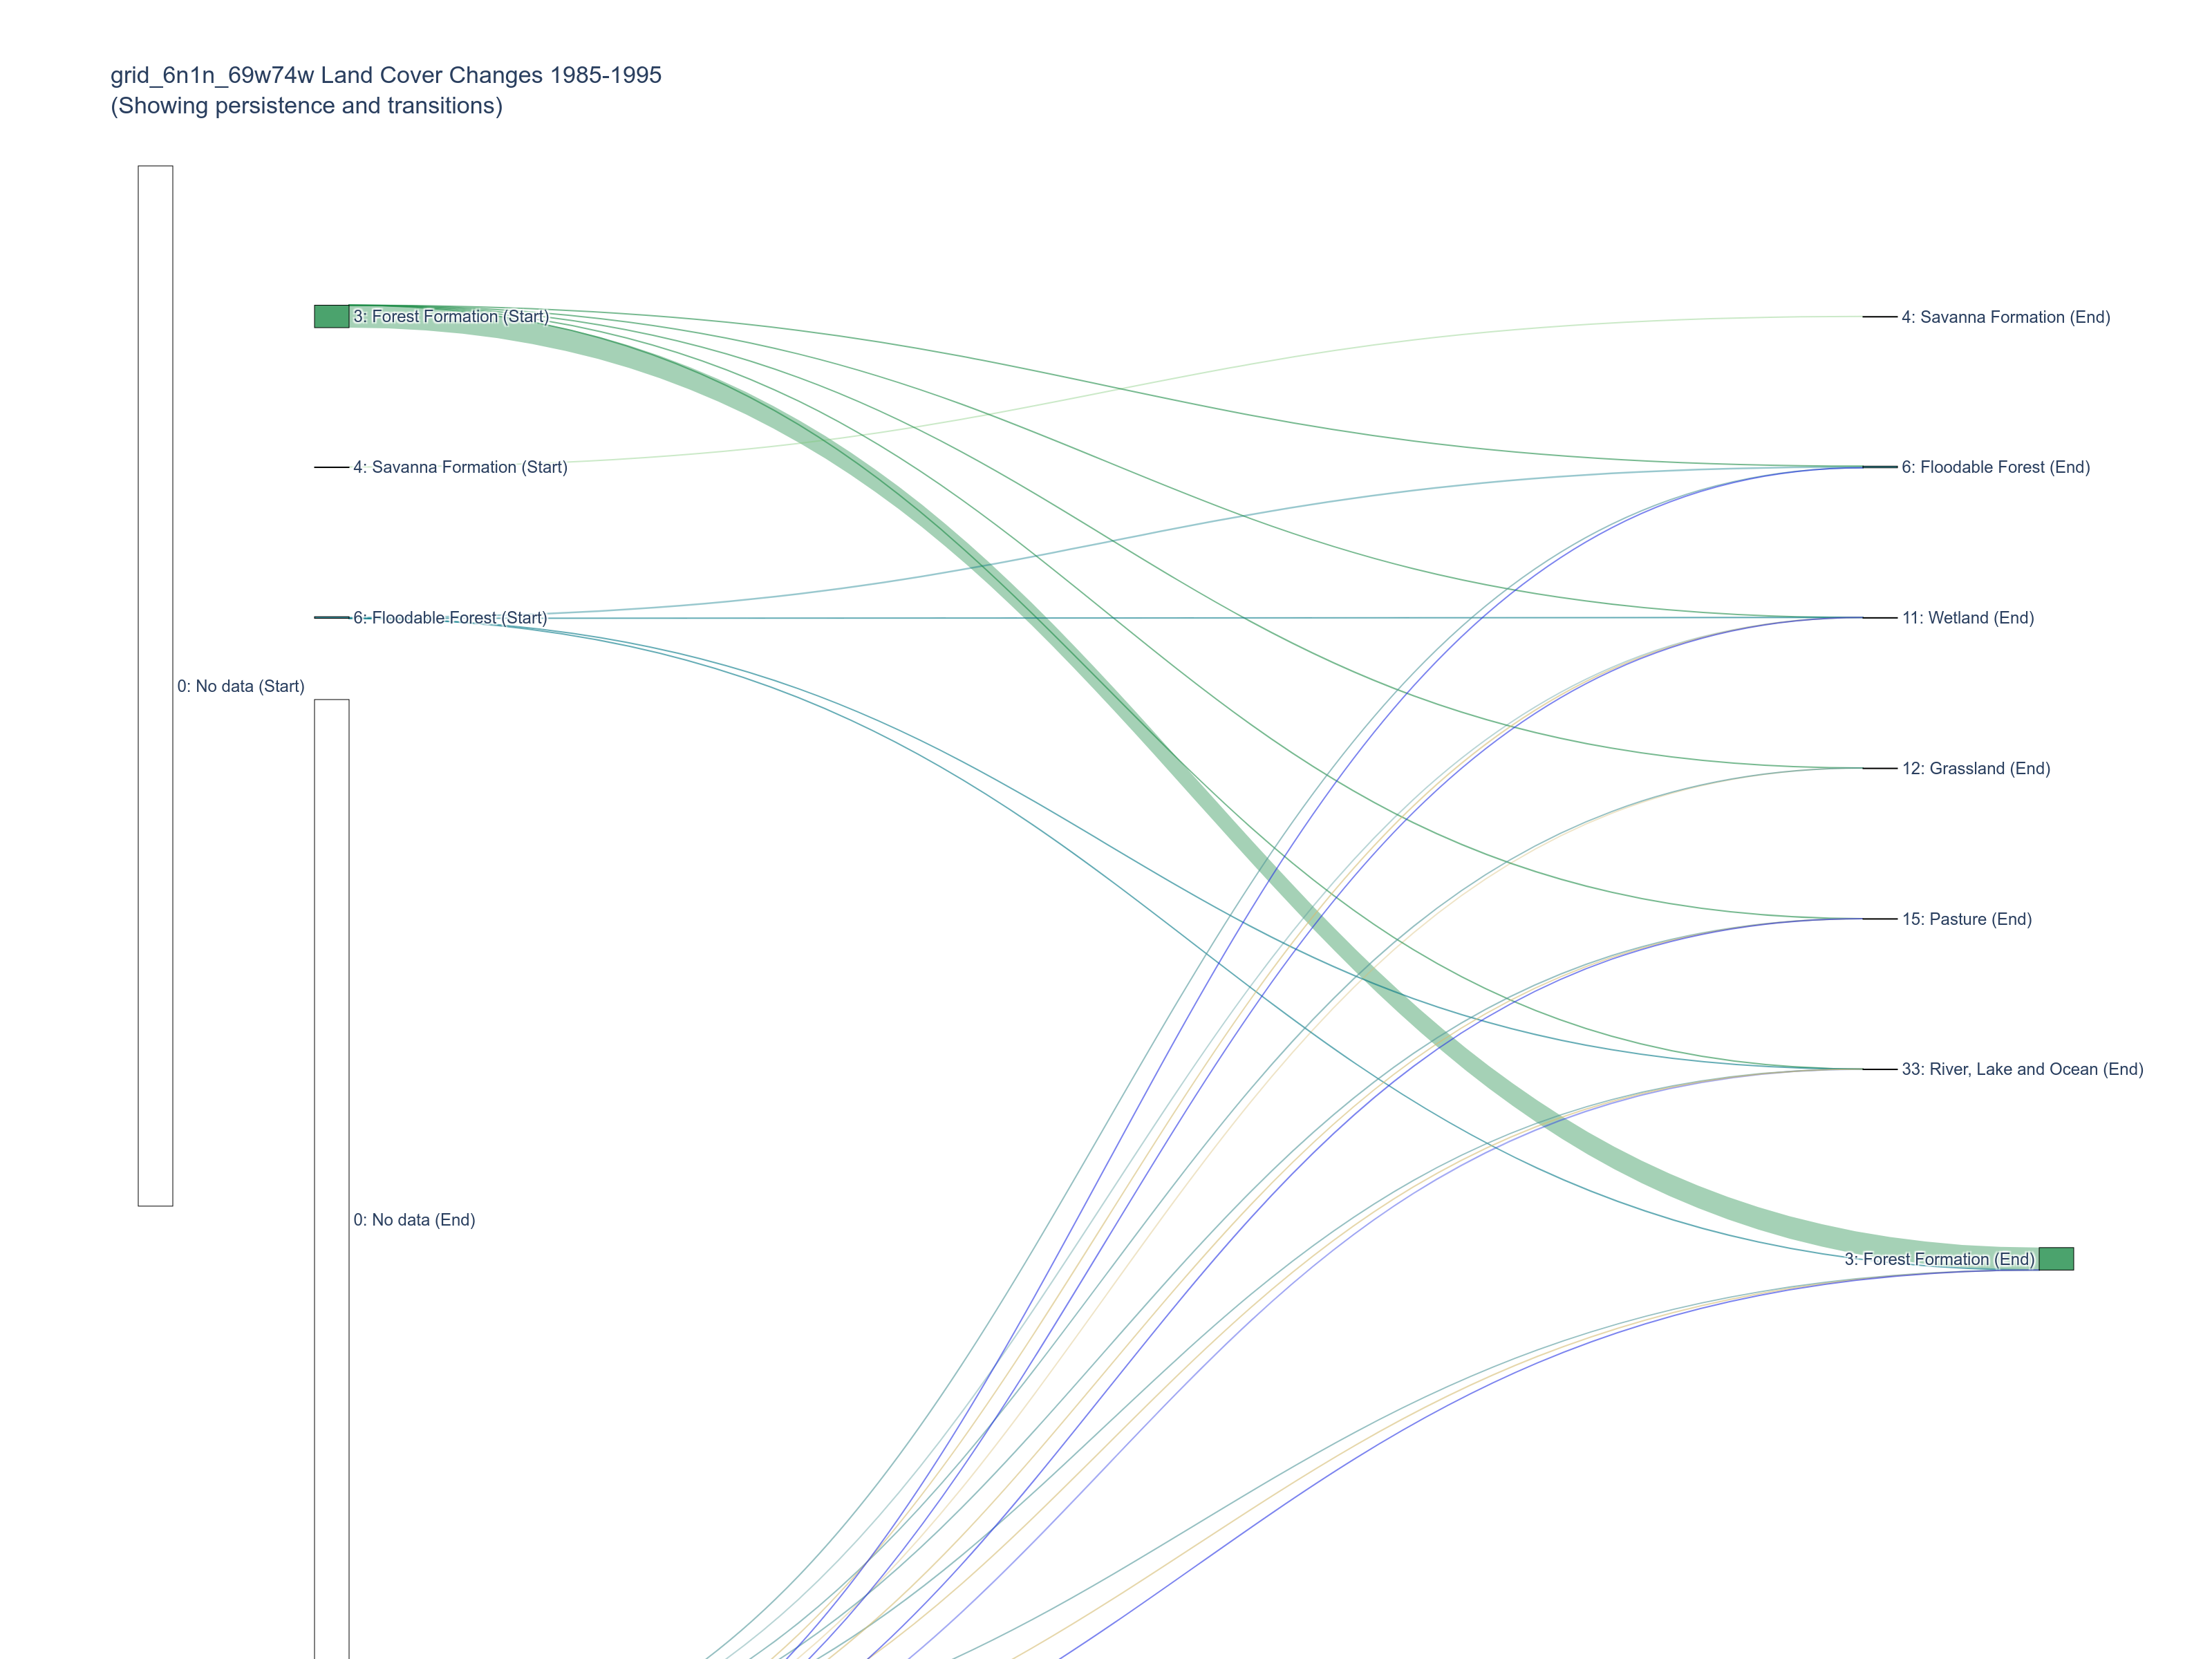 grid_6n1n_69w74w Land Cover Changes 1985-1995
(Showing persistence and transitions)
3: Forest Formation (Start)
4: Savanna Formation (End)
4: Savanna Formation (Start)
6: Floodable Forest (End)
6: Floodable Forest (Start)
11: Wetland (End)
0: No data (Start)
12: Grassland (End)
15: Pasture (End)
33: River, Lake and Ocean (End)
0: No data (End)
3: Forest Formation (End)